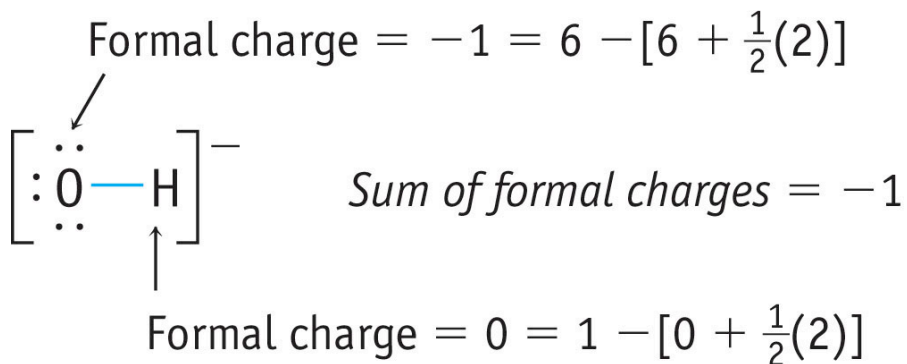 Formal charge = −1 = 6 −[6 + ½(2)]
[:Ö—H]−
Sum of formal charges = −1
Formal charge = 0 = 1 −[0 + ½(2)]